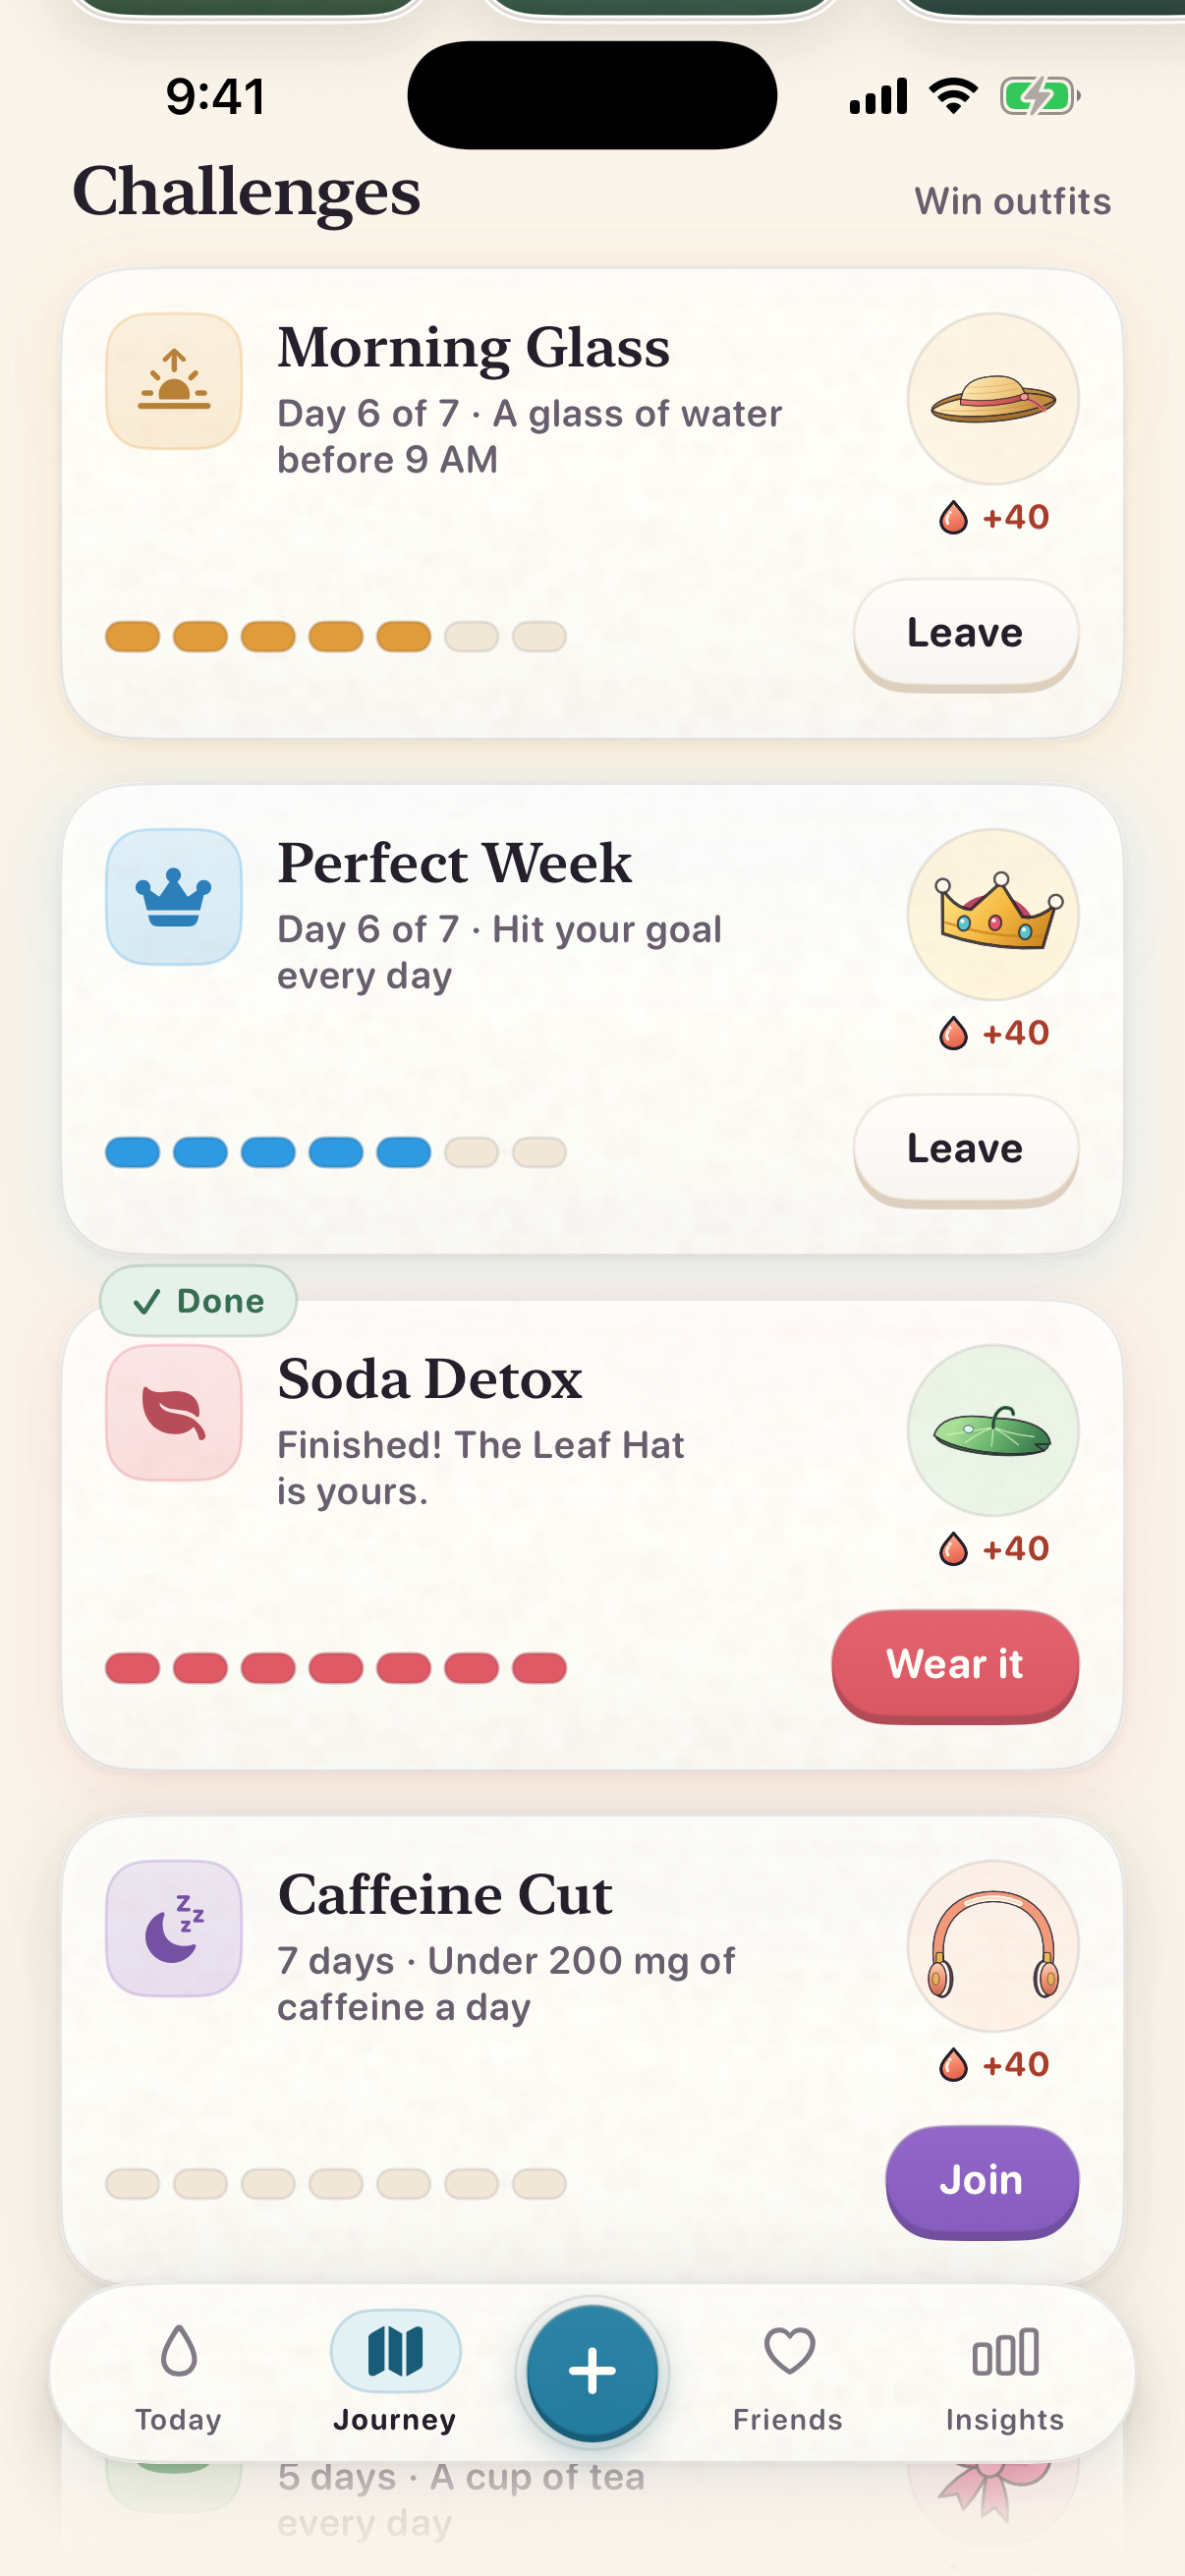 9:41
Challenges
Win outfits
Morning Glass
Day 6 of 7 · A glass of water
before 9 AM
+40
Leave
Perfect Week
Day 6 of 7 · Hit your goal
every day
+40
Leave
Done
Soda Detox
Finished! The Leaf Hat
is yours.
+40
Wear it
Caffeine Cut
7 days · Under 200 mg of
caffeine a day
+40
Join
Today
Journey
Friends
Insights
5 days · A cup of tea
every day